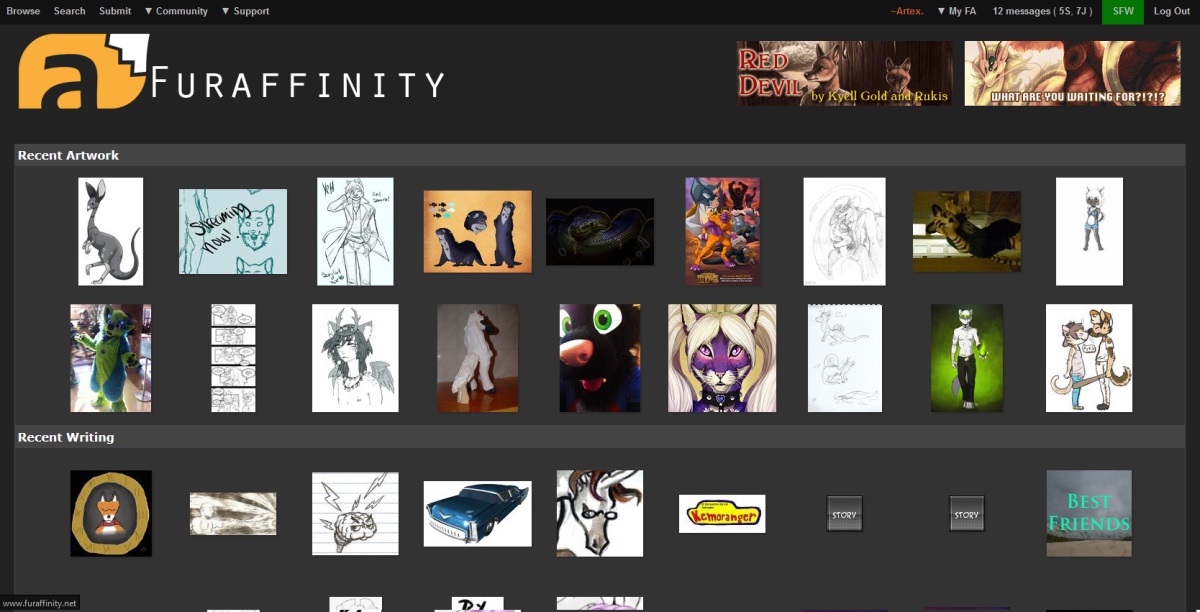 Browse Search Submit ▼ Community ▼ Support
~Artex. ▼ My FA 12 messages ( 5S, 7J ) SFW Log Out
a FURAFFINITY
RED
DEVIL
by Kyell Gold and Rukis
WHAT ARE YOU WRITING FOR?!?!?
Recent Artwork
Streaming
Now!
Recent Writing
Kemoranger
STORY
STORY
BEST
FRIENDS
www.furaffinity.net